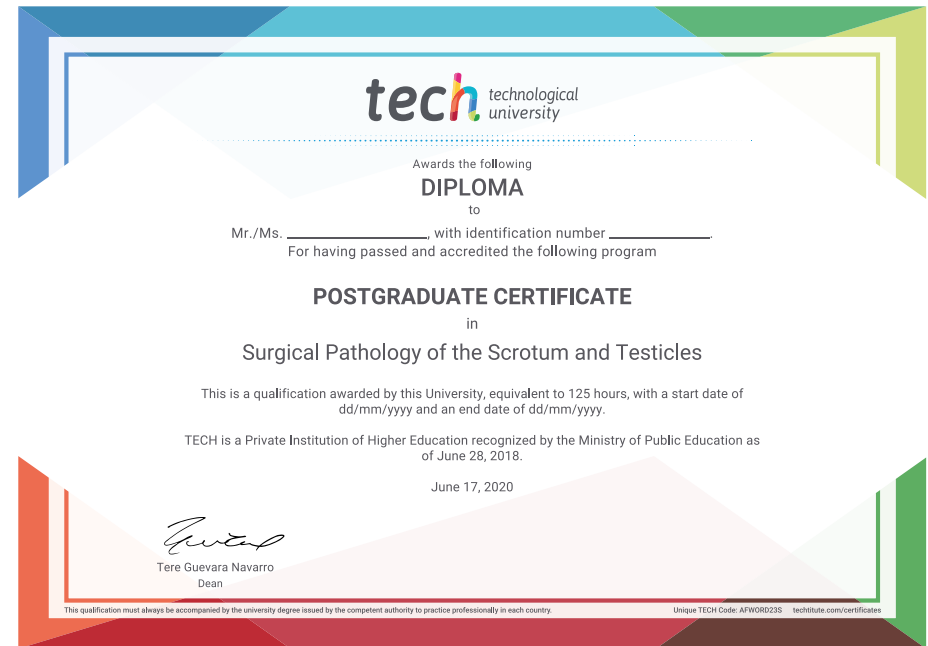 tech technological
university
Awards the following
DIPLOMA
to
Mr./Ms. ____________________, with identification number ______________.
For having passed and accredited the following program
POSTGRADUATE CERTIFICATE
in
Surgical Pathology of the Scrotum and Testicles
This is a qualification awarded by this University, equivalent to 125 hours, with a start date of
dd/mm/yyyy and an end date of dd/mm/yyyy.
TECH is a Private Institution of Higher Education recognized by the Ministry of Public Education as
of June 28, 2018.
June 17, 2020
Tere Guevara Navarro
Dean
This qualification must always be accompanied by the university degree issued by the competent authority to practice professionally in each country.
Unique TECH Code: AFWORD23S techtitute.com/certificates